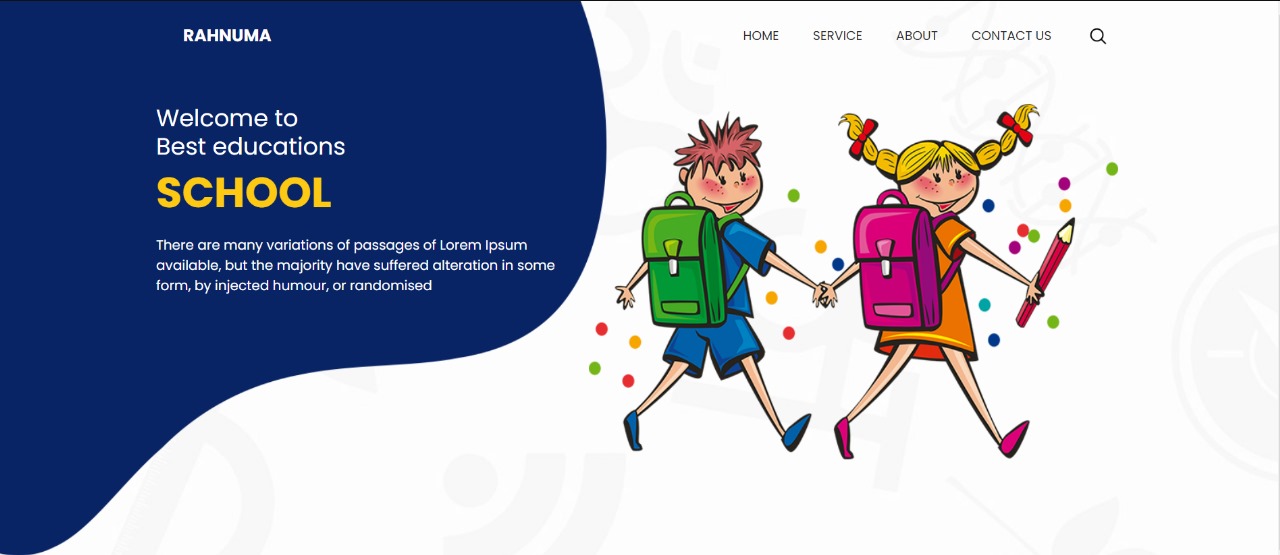 RAHNUMA
HOME SERVICE ABOUT CONTACT US
Welcome to
Best educations
SCHOOL
There are many variations of passages of Lorem Ipsum
available, but the majority have suffered alteration in some
form, by injected humour, or randomised